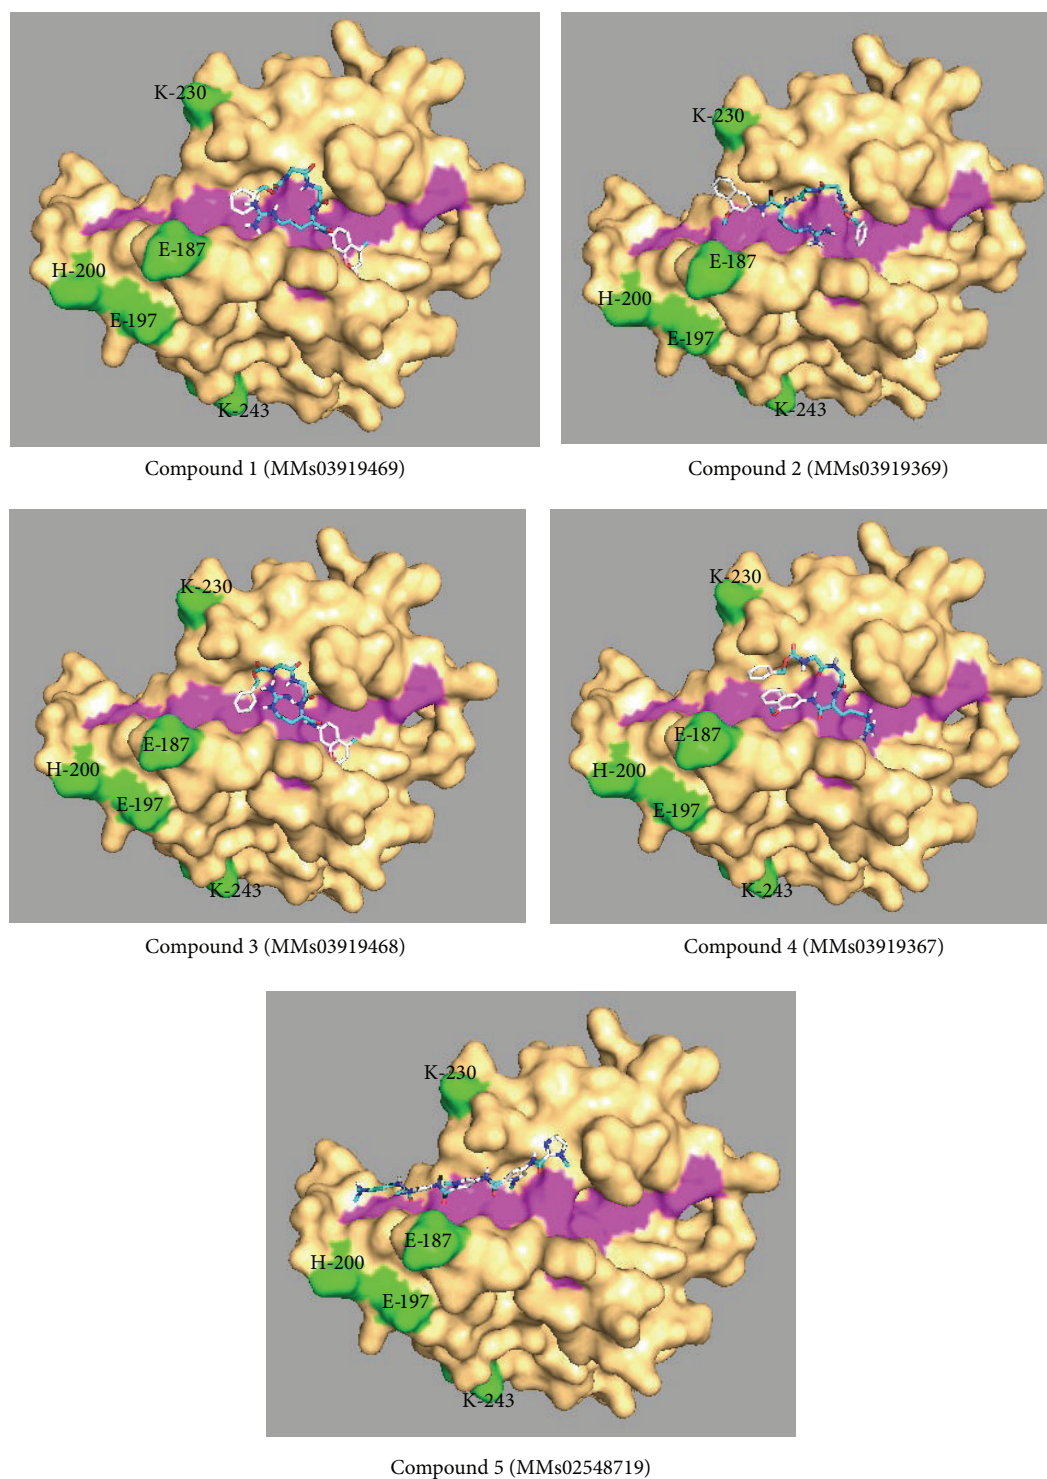 K-230
E-187
H-200
E-197
K-243
Compound 1 (MMs03919469)
K-230
E-187
H-200
E-197
K-243
Compound 2 (MMs03919369)
K-230
E-187
H-200
E-197
K-243
Compound 3 (MMs03919468)
K-230
E-187
H-200
E-197
K-243
Compound 4 (MMs03919367)
K-230
E-187
H-200
E-197
K-243
Compound 5 (MMs02548719)